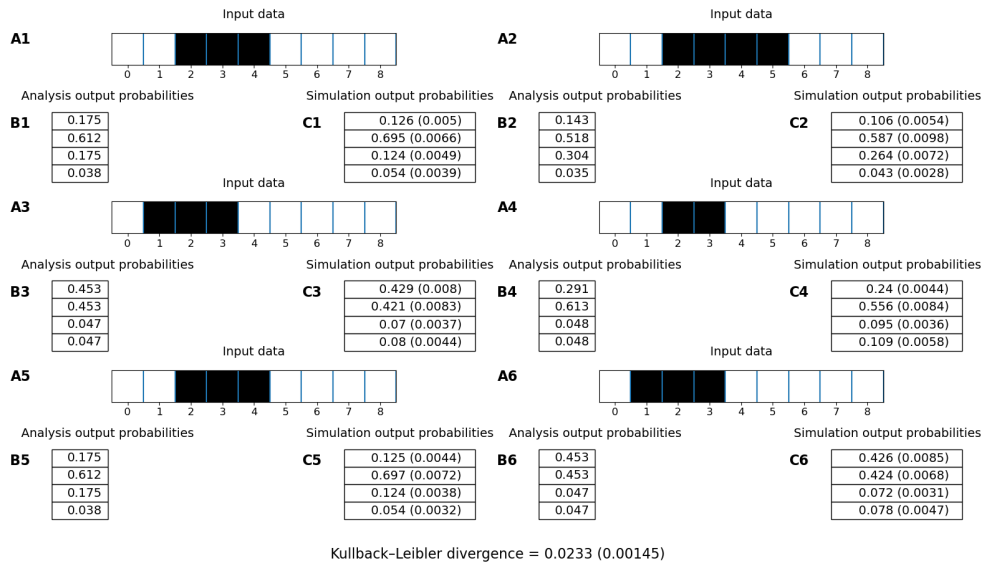 Input data
A1
0 1 2 3 4 5 6 7 8
Analysis output probabilities
Simulation output probabilities
B1
0.175
0.612
0.175
0.038
C1
0.126 (0.005)
0.695 (0.0066)
0.124 (0.0049)
0.054 (0.0039)
Input data
A2
0 1 2 3 4 5 6 7 8
Analysis output probabilities
Simulation output probabilities
B2
0.143
0.518
0.304
0.035
C2
0.106 (0.0054)
0.587 (0.0098)
0.264 (0.0072)
0.043 (0.0028)
Input data
A3
0 1 2 3 4 5 6 7 8
Analysis output probabilities
Simulation output probabilities
B3
0.453
0.453
0.047
0.047
C3
0.429 (0.008)
0.421 (0.0083)
0.07 (0.0037)
0.08 (0.0044)
Input data
A4
0 1 2 3 4 5 6 7 8
Analysis output probabilities
Simulation output probabilities
B4
0.291
0.613
0.048
0.048
C4
0.24 (0.0044)
0.556 (0.0084)
0.095 (0.0036)
0.109 (0.0058)
Input data
A5
0 1 2 3 4 5 6 7 8
Analysis output probabilities
Simulation output probabilities
B5
0.175
0.612
0.175
0.038
C5
0.125 (0.0044)
0.697 (0.0072)
0.124 (0.0038)
0.054 (0.0032)
Input data
A6
0 1 2 3 4 5 6 7 8
Analysis output probabilities
Simulation output probabilities
B6
0.453
0.453
0.047
0.047
C6
0.426 (0.0085)
0.424 (0.0068)
0.072 (0.0031)
0.078 (0.0047)
Kullback–Leibler divergence = 0.0233 (0.00145)